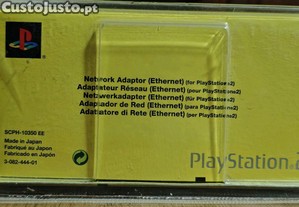 CustoJusto.pt
Network Adaptor (Ethernet) (for PlayStation®2)
Adaptateur Réseau (Ethernet) (pour PlayStation®2)
Netzwerkadapter (Ethernet) (für PlayStation®2)
Adaptador de Red (Ethernet) (para PlayStation®2)
Adattatore di Rete (Ethernet) (per PlayStation®2)
SCPH-10350 EE
Made in Japan
Fabriqué au Japon
Fabricado en Japón
3-082-444-01
PlayStation 2